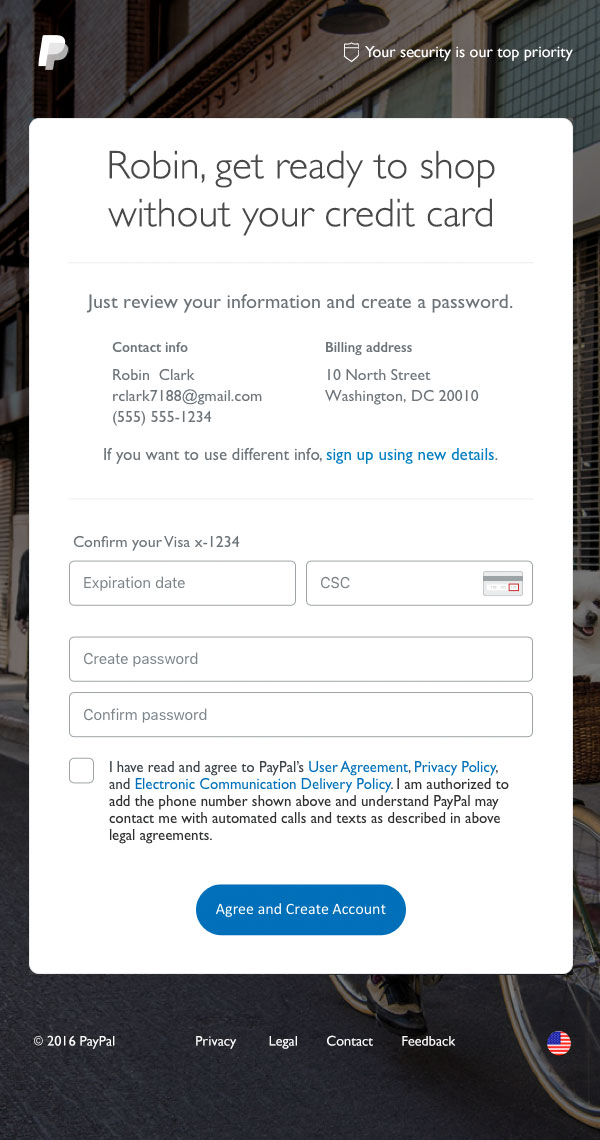 Your security is our top priority
Robin, get ready to shop
without your credit card
Just review your information and create a password.
Contact info
Robin Clark
rclark7188@gmail.com
(555) 555-1234
Billing address
10 North Street
Washington, DC 20010
If you want to use different info, sign up using new details.
Confirm your Visa x-1234
Expiration date
CSC
Create password
Confirm password
I have read and agree to PayPal's User Agreement, Privacy Policy,
and Electronic Communication Delivery Policy. I am authorized to
add the phone number shown above and understand PayPal may
contact me with automated calls and texts as described in above
legal agreements.
Agree and Create Account
© 2016 PayPal Privacy Legal Contact Feedback